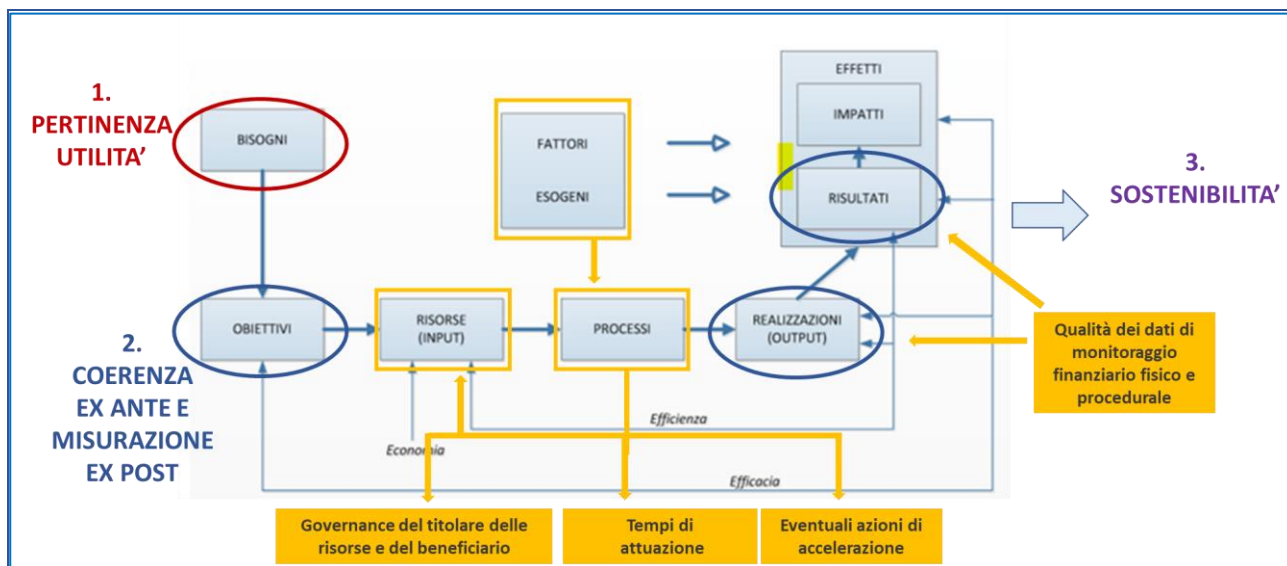 1.
PERTINENZA
UTILITA’
BISOGNI
FATTORI
ESOGENI
EFFETTI
IMPATTI
RISULTATI
3.
SOSTENIBILITA’
2.
COERENZA
EX ANTE E
MISURAZIONE
EX POST
OBIETTIVI
RISORSE
(INPUT)
PROCESSI
REALIZZAZIONI
(OUTPUT)
Qualità dei dati di
monitoraggio
finanziario fisico e
procedurale
Efficienza
Economia
Efficacia
Governance del titolare delle
risorse e del beneficiario
Tempi di
attuazione
Eventuali azioni di
accelerazione